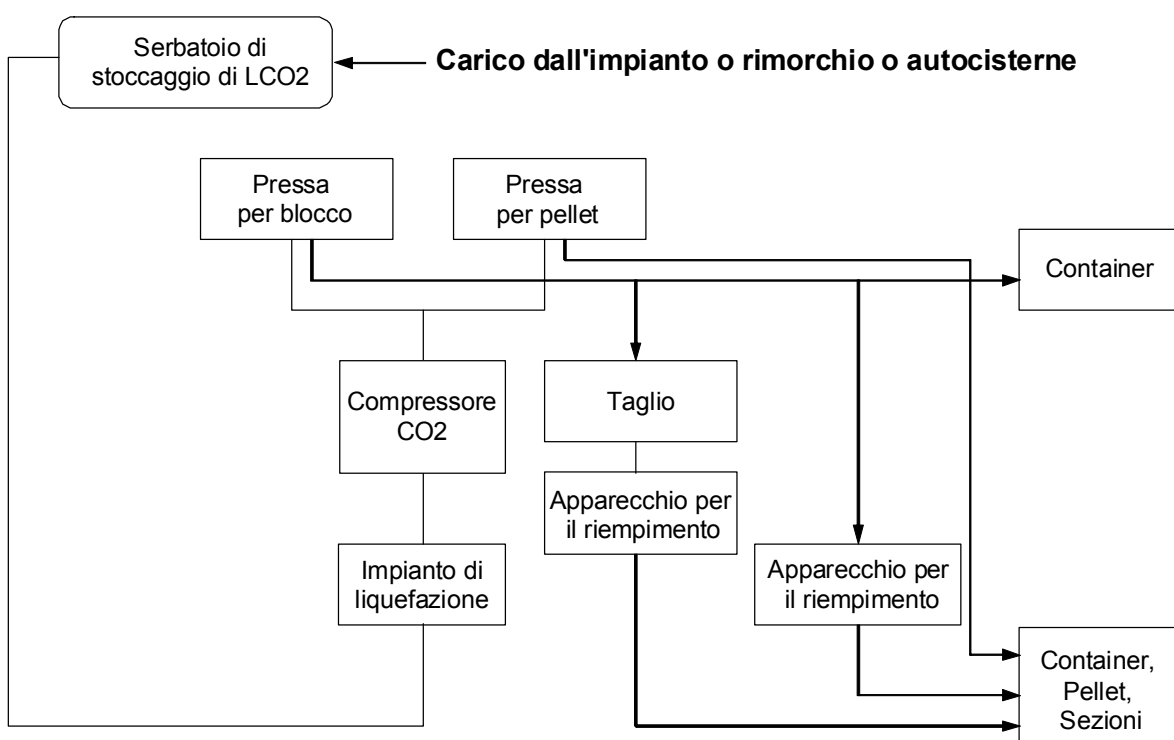 Serbatoio di
stoccaggio di LCO2
Carico dall'impianto o rimorchio o autocisterne
Pressa
per blocco
Pressa
per pellet
Container
Compressore
CO2
Taglio
Apparecchio per
il riempimento
Impianto di
liquefazione
Apparecchio per
il riempimento
Container,
Pellet,
Sezioni